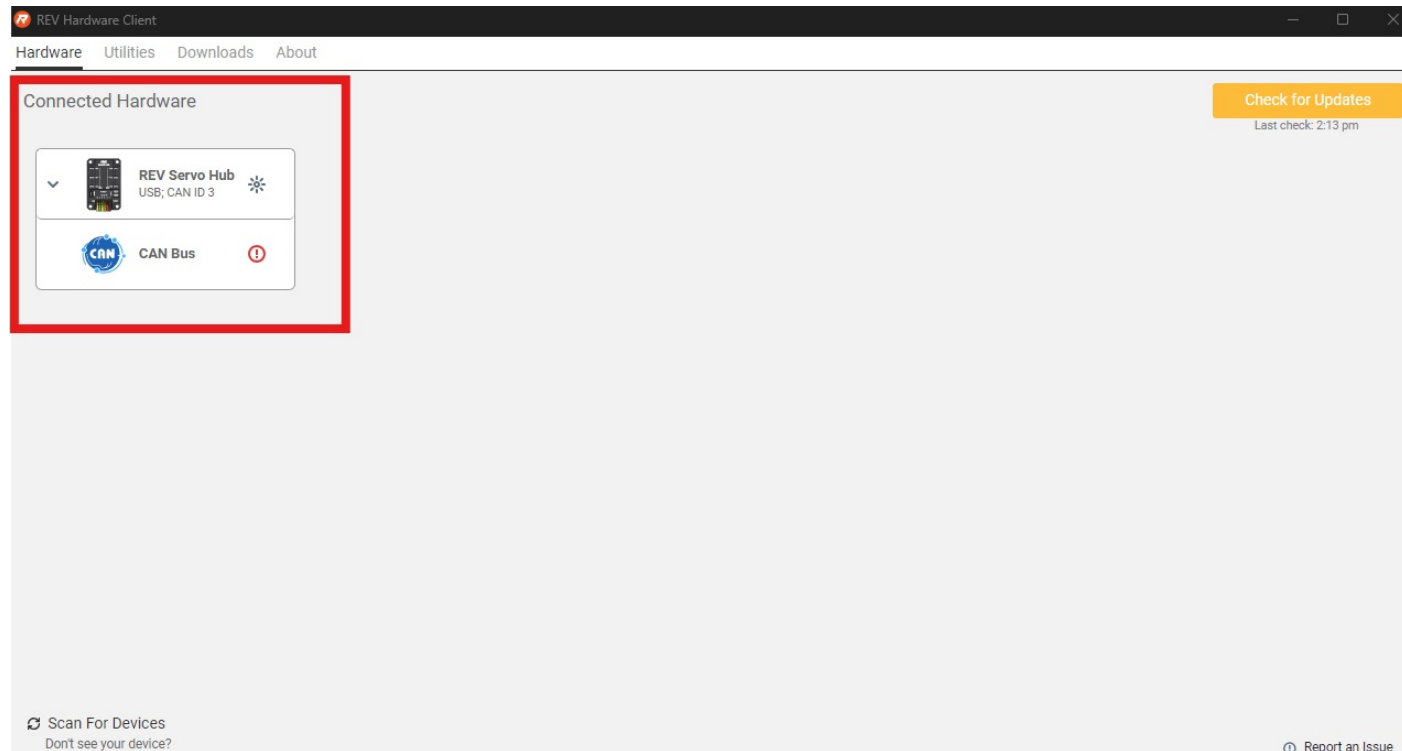 REV Hardware Client
Hardware Utilities Downloads About
Connected Hardware
Check for Updates
Last check: 2:13 pm
REV Servo Hub
USB; CAN ID 3
CAN
CAN Bus
Scan For Devices
Don't see your device?
Report an Issue